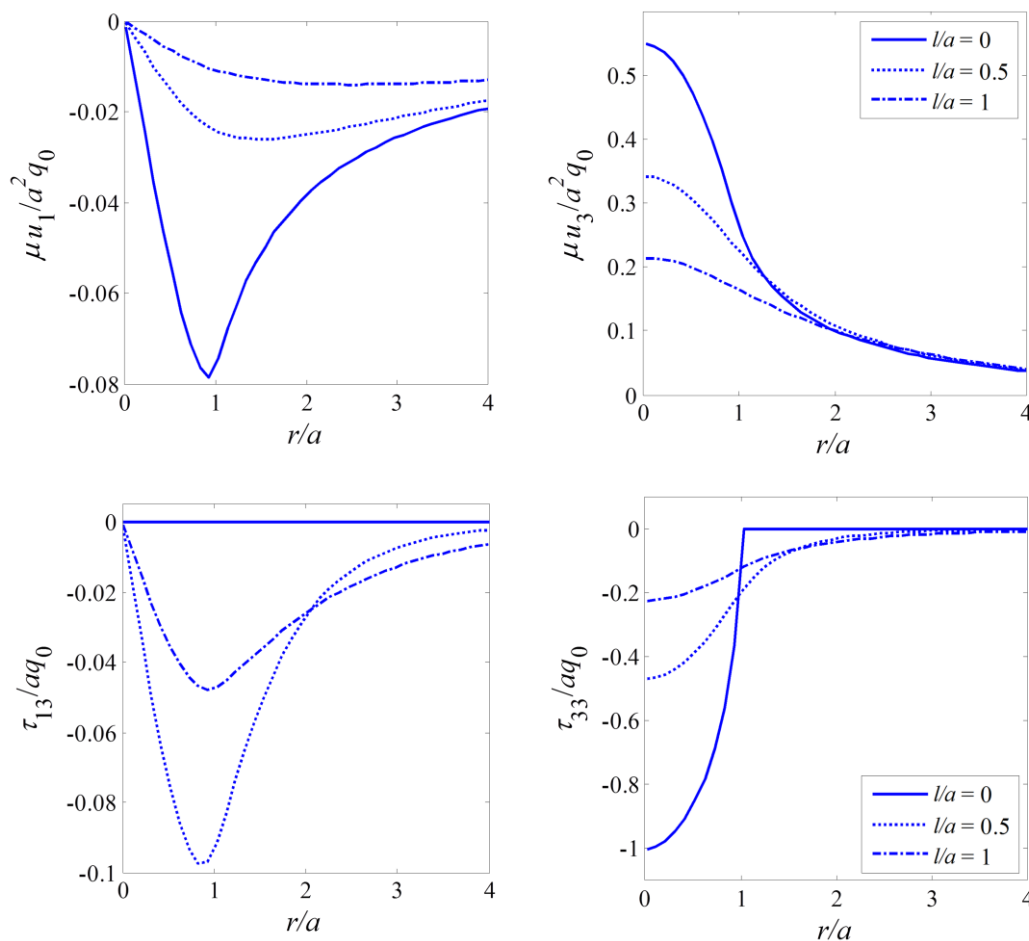 0
-0.02
-0.04
-0.06
-0.08
μu₁/a²q₀
0 1 2 3 4
r/a
0.5
0.4
0.3
0.2
0.1
0
μu₃/a²q₀
l/a = 0
l/a = 0.5
l/a = 1
0 1 2 3 4
r/a
0
-0.02
-0.04
-0.06
-0.08
-0.1
τ₁₃/aq₀
0 1 2 3 4
r/a
0
-0.2
-0.4
-0.6
-0.8
-1
τ₃₃/aq₀
l/a = 0
l/a = 0.5
l/a = 1
0 1 2 3 4
r/a